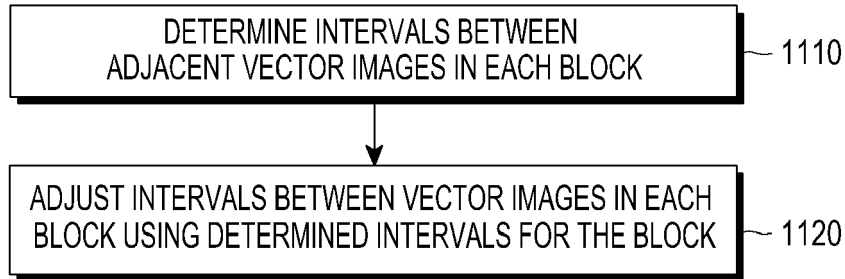 DETERMINE INTERVALS BETWEEN
ADJACENT VECTOR IMAGES IN EACH BLOCK
1110
ADJUST INTERVALS BETWEEN VECTOR IMAGES IN EACH
BLOCK USING DETERMINED INTERVALS FOR THE BLOCK
1120